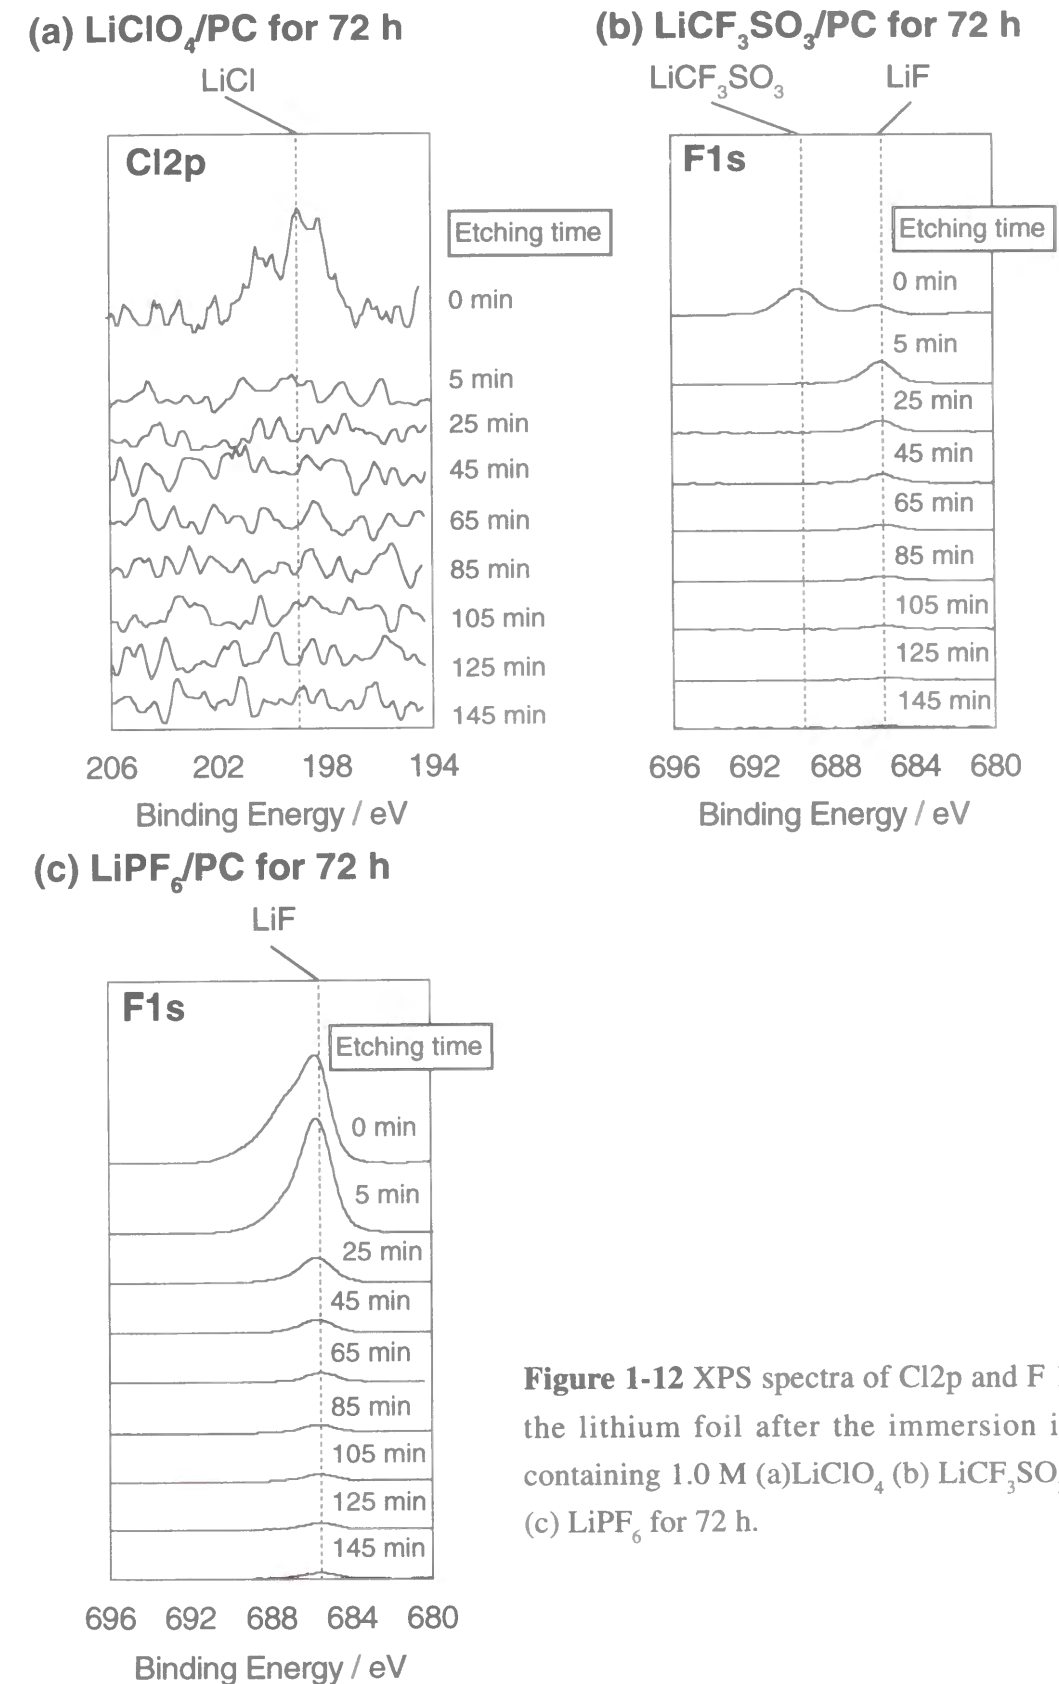 (a) LiClO4/PC for 72 h
LiCl
Cl2p
Etching time
0 min
5 min
25 min
45 min
65 min
85 min
105 min
125 min
145 min
206 202 198 194
Binding Energy / eV
(b) LiCF3SO3/PC for 72 h
LiCF3SO3 LiF
F1s
Etching time
0 min
5 min
25 min
45 min
65 min
85 min
105 min
125 min
145 min
696 692 688 684 680
Binding Energy / eV
(c) LiPF6/PC for 72 h
LiF
F1s
Etching time
0 min
5 min
25 min
45 min
65 min
85 min
105 min
125 min
145 min
696 692 688 684 680
Binding Energy / eV
Figure 1-12 XPS spectra of Cl2p and F
the lithium foil after the immersion i
containing 1.0 M (a)LiClO4 (b) LiCF3SO
(c) LiPF6 for 72 h.